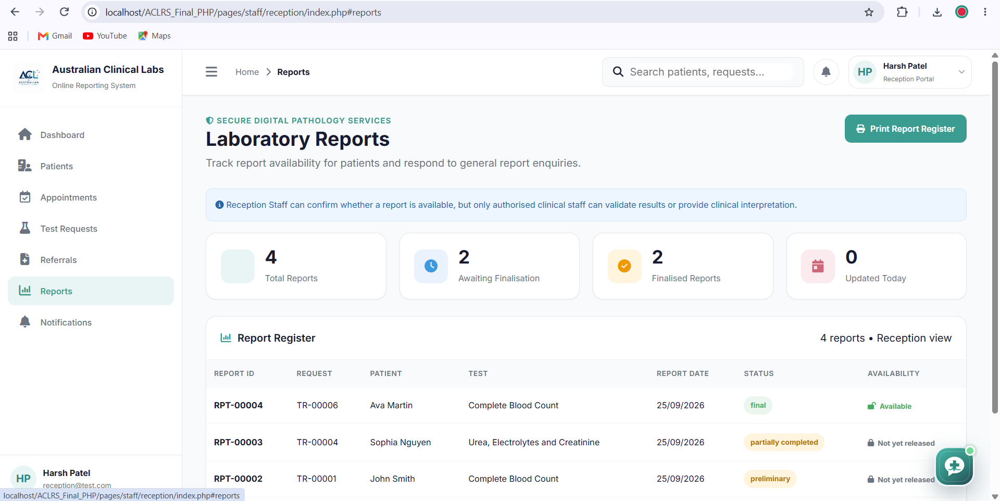 localhost/ACLRS_Final_PHP/pages/staff/reception/index.php#reports
Gmail
YouTube
Maps
ACL
AUSTRALIAN
Australian Clinical Labs
Online Reporting System
Home
Reports
Search patients, requests...
HP
Harsh Patel
Reception Portal
Dashboard
Patients
Appointments
Test Requests
Referrals
Reports
Notifications
SECURE DIGITAL PATHOLOGY SERVICES
Laboratory Reports
Track report availability for patients and respond to general report enquiries.
Print Report Register
Reception Staff can confirm whether a report is available, but only authorised clinical staff can validate results or provide clinical interpretation.
4
Total Reports
2
Awaiting Finalisation
2
Finalised Reports
0
Updated Today
Report Register
4 reports • Reception view
REPORT ID REQUEST PATIENT TEST REPORT DATE STATUS AVAILABILITY
RPT-00004 TR-00006 Ava Martin Complete Blood Count 25/09/2026 final Available
RPT-00003 TR-00004 Sophia Nguyen Urea, Electrolytes and Creatinine 25/09/2026 partially completed Not yet released
RPT-00002 TR-00001 John Smith Complete Blood Count 25/09/2026 preliminary Not yet released
HP
Harsh Patel
reception@test.com
localhost/ACLRS_Final_PHP/pages/staff/reception/index.php#reports